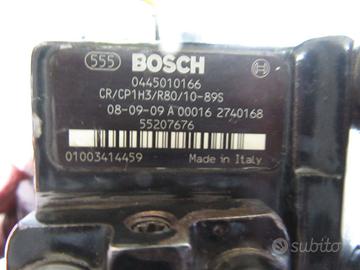 555 BOSCH
0445010166
CR/CP1H3/R80/10-89S
08-09-09 A 00016 2740168
55207676
01003414459 Made in Italy
subito